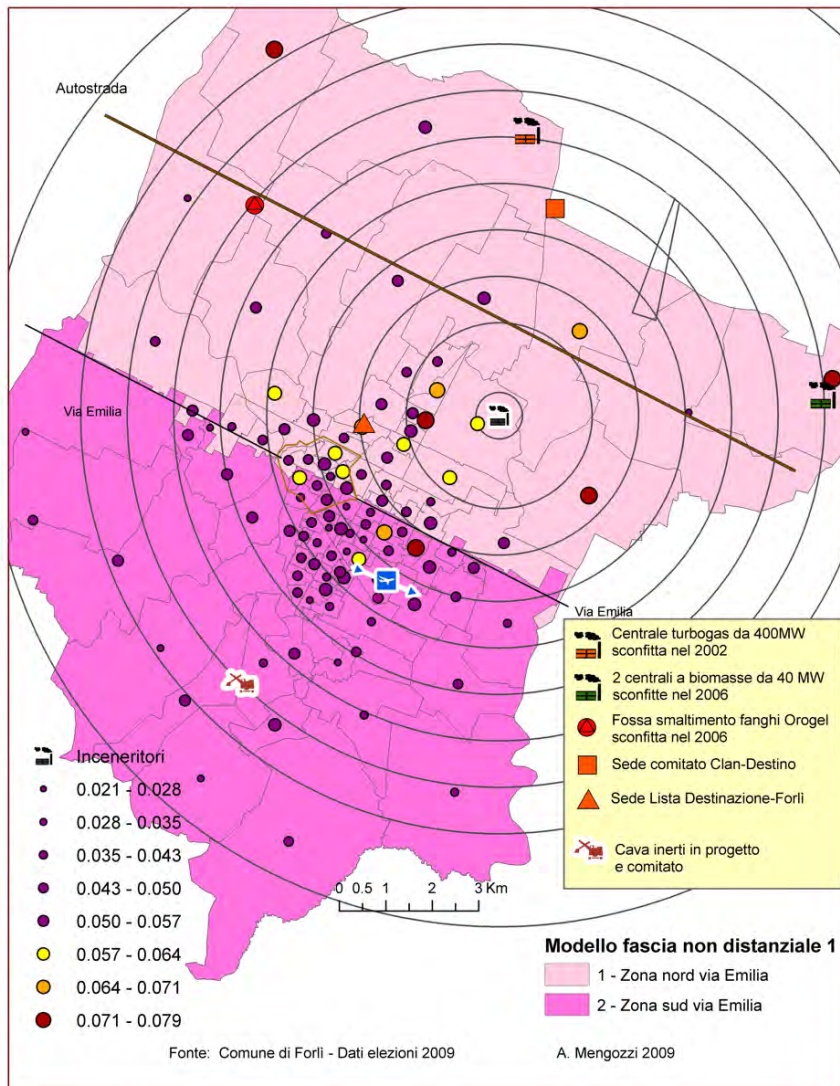 Autostrada
Via Emilia
Via Emilia
Centrale turbogas da 400MW
sconfitta nel 2002
2 centrali a biomasse da 40 MW
sconfitte nel 2006
Fossa smaltimento fanghi Orogel
sconfitta nel 2006
Sede comitato Clan-Destino
Sede Lista Destinazione-Forlì
Cava inerti in progetto
e comitato
Inceneritori
0.021 - 0.028
0.028 - 0.035
0.035 - 0.043
0.043 - 0.050
0.050 - 0.057
0.057 - 0.064
0.064 - 0.071
0.071 - 0.079
0 0.5 1 2 3 Km
Modello fascia non distanziale 1
1 - Zona nord via Emilia
2 - Zona sud via Emilia
Fonte: Comune di Forlì - Dati elezioni 2009 A. Mengozzi 2009